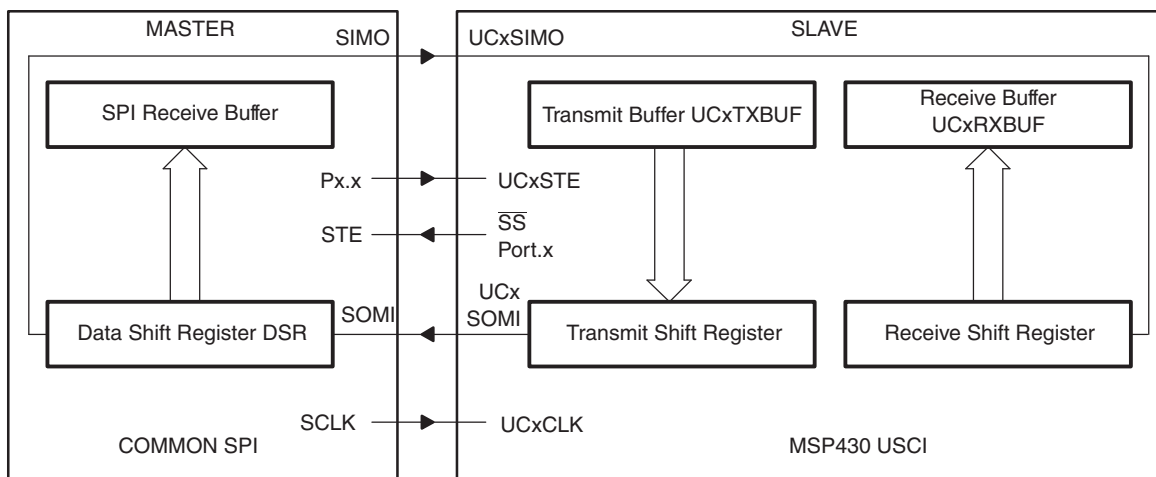 MASTER
SLAVE
SIMO
UCxSIMO
SPI Receive Buffer
Transmit Buffer UCxTXBUF
Receive Buffer
UCxRXBUF
Px.x
UCxSTE
STE
SS
Port.x
UCx
SOMI
SOMI
Data Shift Register DSR
Transmit Shift Register
Receive Shift Register
SCLK
UCxCLK
COMMON SPI
MSP430 USCI